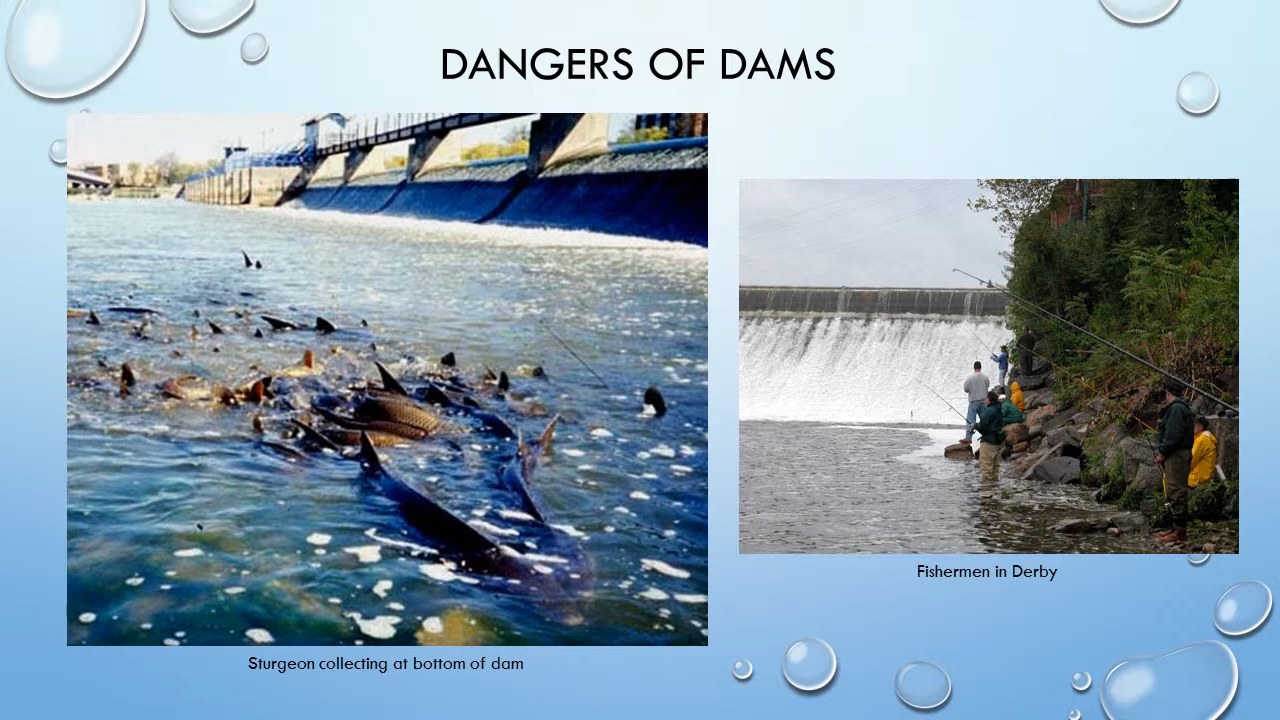 DANGERS OF DAMS
Fishermen in Derby
Sturgeon collecting at bottom of dam